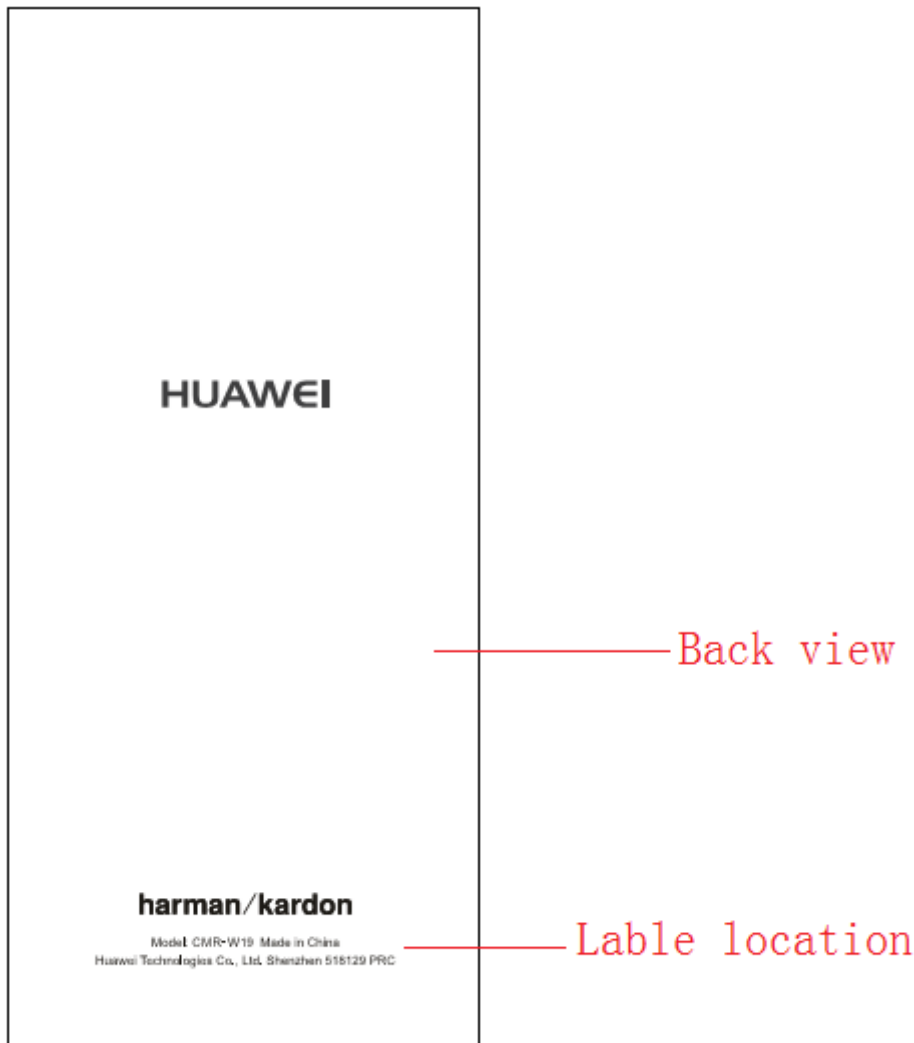 HUAWEI
Back view
harman/kardon
Model: CMR-W19 Made in China
Lable location
Huawei Technologies Co., Ltd. Shenzhen 518129 PRC